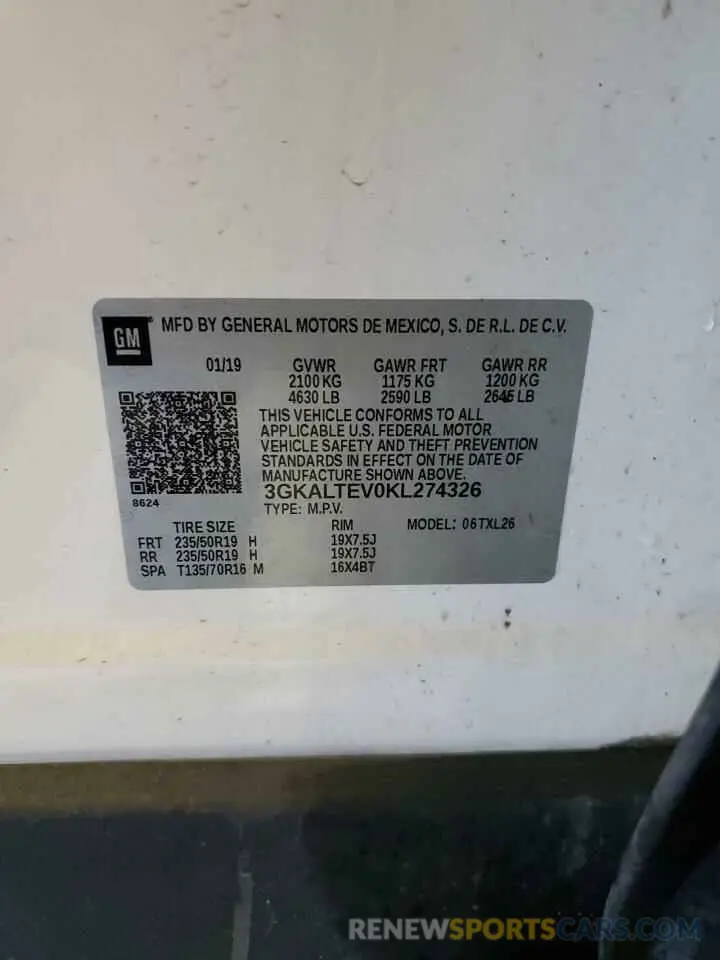 GM® MFD BY GENERAL MOTORS DE MEXICO, S. DE R.L. DE C.V.
01/19 GVWR GAWR FRT GAWR RR
2100 KG 1175 KG 1200 KG
4630 LB 2590 LB 2645 LB
THIS VEHICLE CONFORMS TO ALL
APPLICABLE U.S. FEDERAL MOTOR
VEHICLE SAFETY AND THEFT PREVENTION
STANDARDS IN EFFECT ON THE DATE OF
MANUFACTURE SHOWN ABOVE.
3GKALTEV0KL274326
8624
TYPE: M.P.V.
TIRE SIZE RIM MODEL: 06TXL26
FRT 235/50R19 H 19X7.5J
RR 235/50R19 H 19X7.5J
SPA T135/70R16 M 16X4BT
RENEWSPORTSCARS.COM